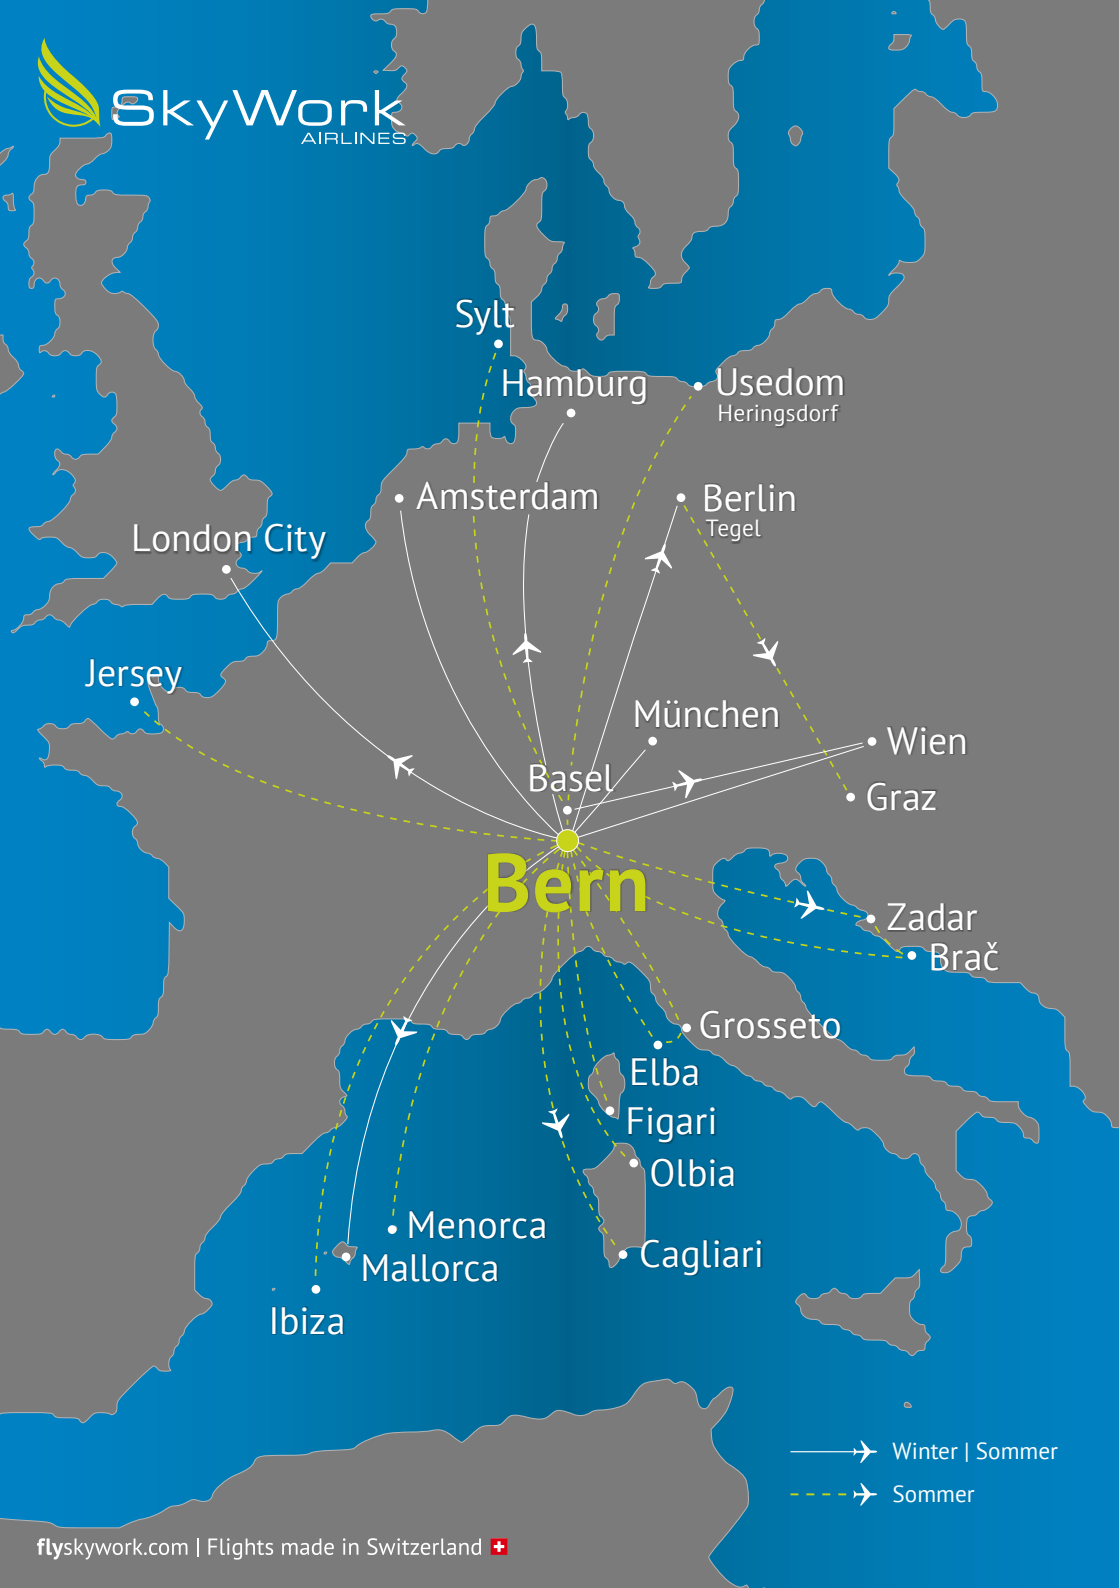 SkyWork
AIRLINES
Sylt
Hamburg
Usedom
Heringsdorf
Amsterdam
Berlin
Tegel
London City
Jersey
München
Wien
Basel
Graz
Bern
Zadar
Brač
Grosseto
Elba
Figari
Olbia
Menorca
Cagliari
Mallorca
Ibiza
Winter | Sommer
Sommer
flyskywork.com | Flights made in Switzerland